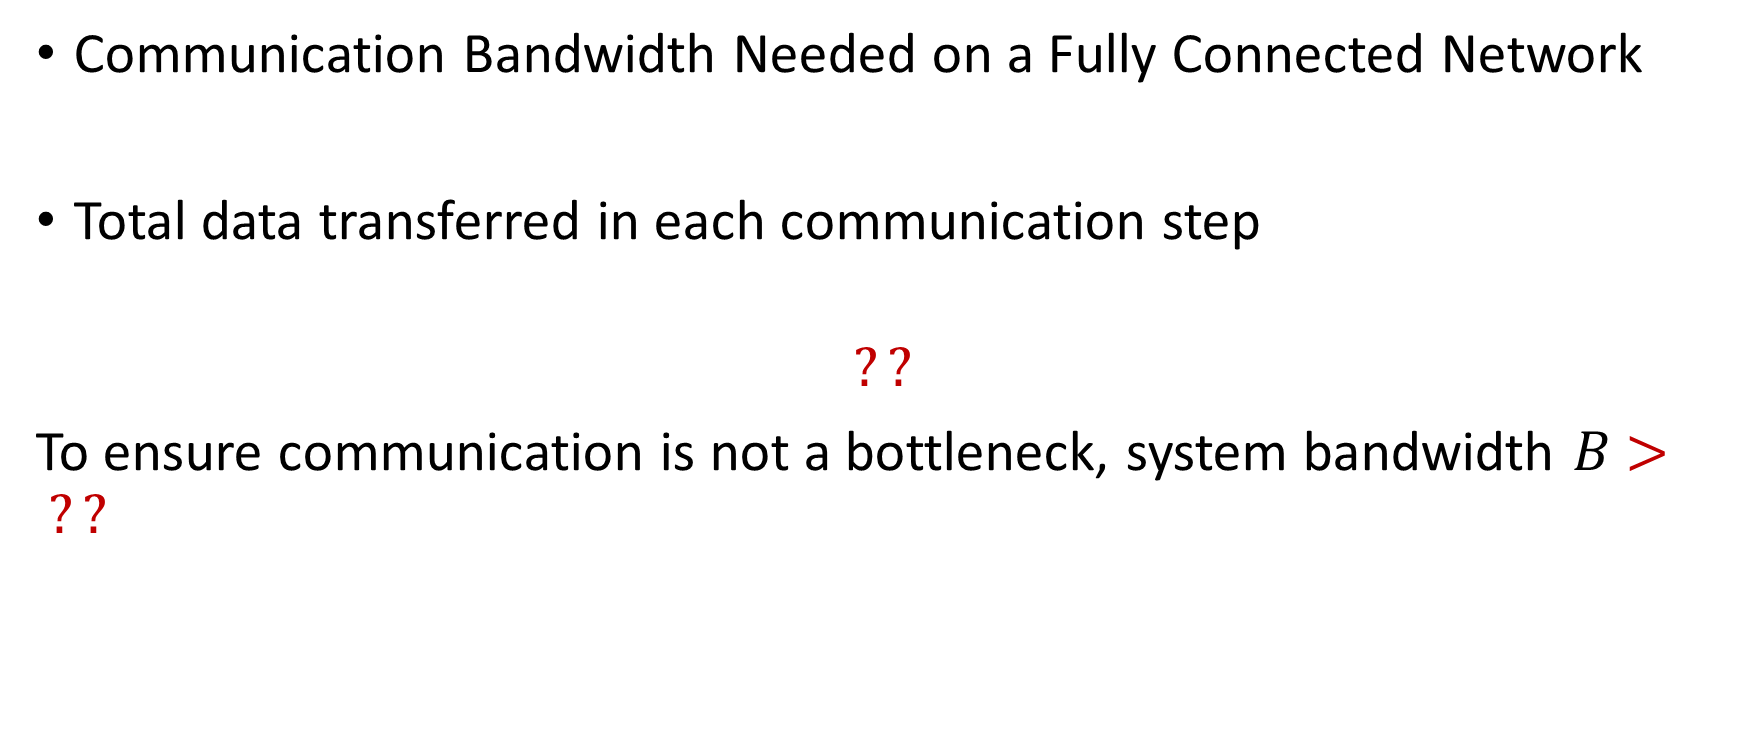 • Communication Bandwidth Needed on a Fully Connected Network
• Total data transferred in each communication step
??
To ensure communication is not a bottleneck, system bandwidth B >
??